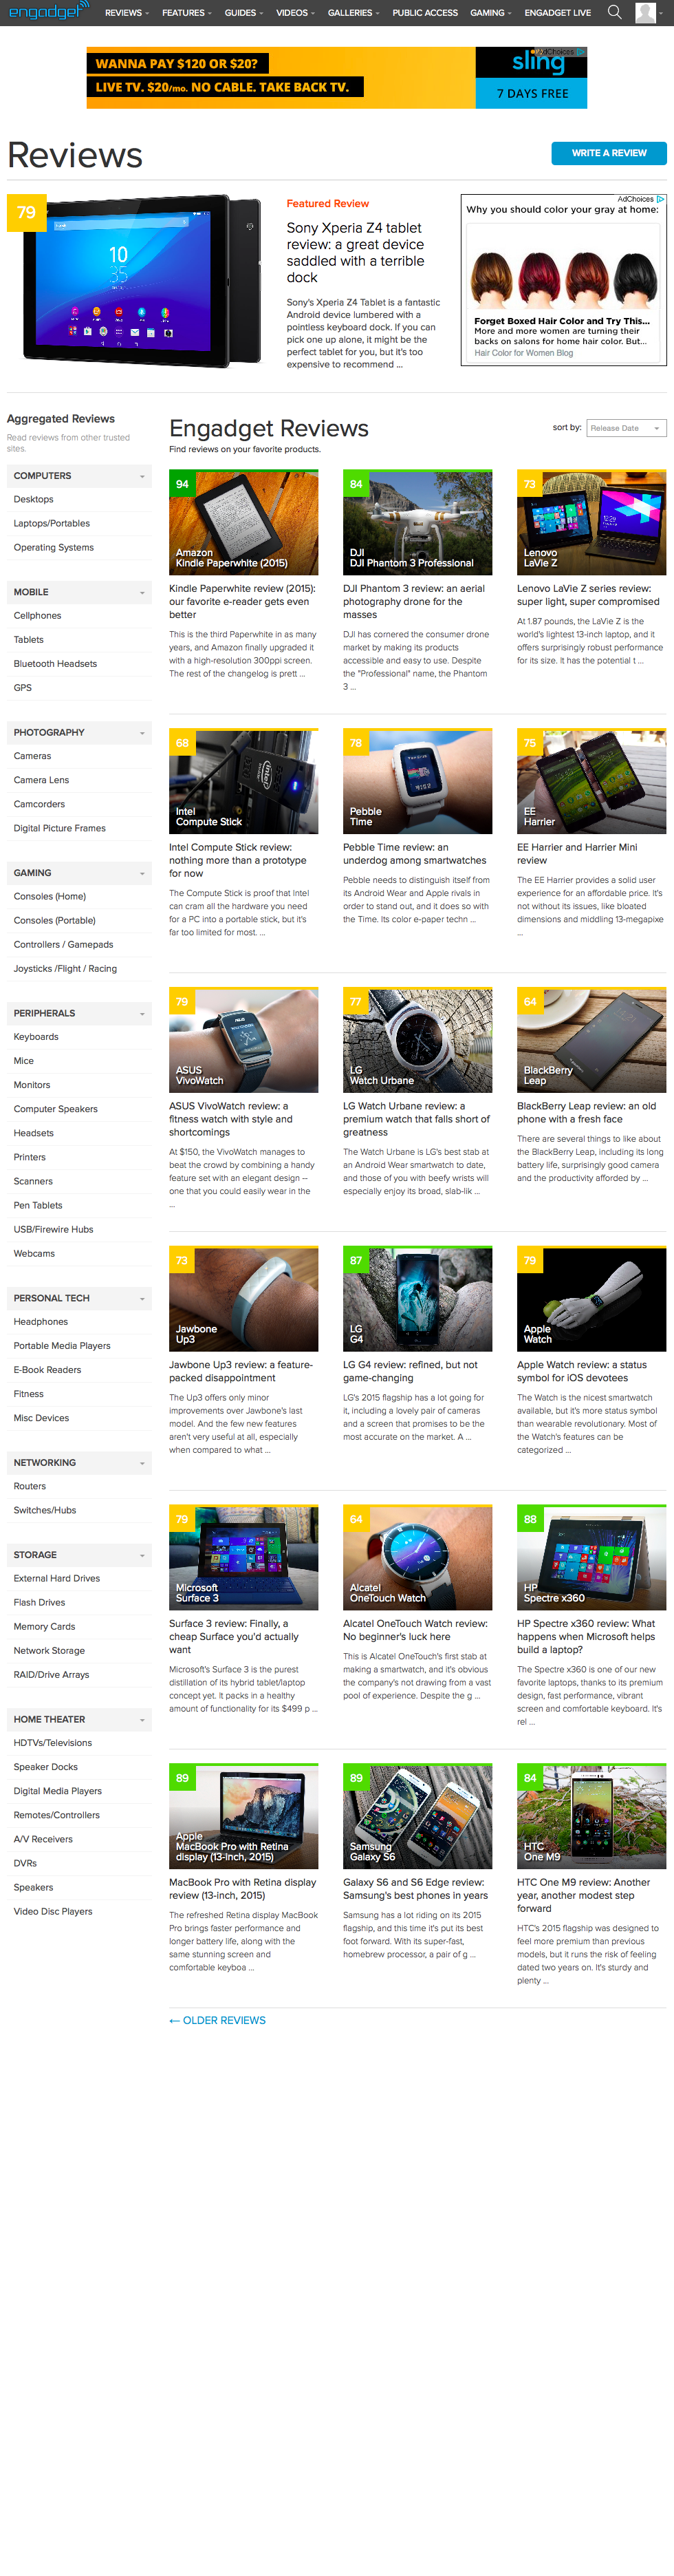 engadget
REVIEWS FEATURES GUIDES VIDEOS GALLERIES PUBLIC ACCESS GAMING ENGADGET LIVE
WANNA PAY $120 OR $20?
LIVE TV. $20/mo. NO CABLE. TAKE BACK TV.
AdChoices
sling
7 DAYS FREE
Reviews
WRITE A REVIEW
79
10
35
Featured Review
Sony Xperia Z4 tablet
review: a great device
saddled with a terrible
dock
Sony's Xperia Z4 Tablet is a fantastic
Android device lumbered with a
pointless keyboard dock. If you can
pick one up alone, it might be the
perfect tablet for you, but it's too
expensive to recommend ...
AdChoices
Why you should color your gray at home:
Forget Boxed Hair Color and Try This...
More and more women are turning their
backs on salons for home hair color. But...
Hair Color for Women Blog
Aggregated Reviews
Read reviews from other trusted
sites.
COMPUTERS
Desktops
Laptops/Portables
Operating Systems
MOBILE
Cellphones
Tablets
Bluetooth Headsets
GPS
PHOTOGRAPHY
Cameras
Camera Lens
Camcorders
Digital Picture Frames
GAMING
Consoles (Home)
Consoles (Portable)
Controllers / Gamepads
Joysticks /Flight / Racing
PERIPHERALS
Keyboards
Mice
Monitors
Computer Speakers
Headsets
Printers
Scanners
Pen Tablets
USB/Firewire Hubs
Webcams
PERSONAL TECH
Headphones
Portable Media Players
E-Book Readers
Fitness
Misc Devices
NETWORKING
Routers
Switches/Hubs
STORAGE
External Hard Drives
Flash Drives
Memory Cards
Network Storage
RAID/Drive Arrays
HOME THEATER
HDTVs/Televisions
Speaker Docks
Digital Media Players
Remotes/Controllers
A/V Receivers
DVRs
Speakers
Video Disc Players
Engadget Reviews
Find reviews on your favorite products.
sort by: Release Date
94
Amazon
Kindle Paperwhite (2015)
Kindle Paperwhite review (2015):
our favorite e-reader gets even
better
This is the third Paperwhite in as many
years, and Amazon finally upgraded it
with a high-resolution 300ppi screen.
The rest of the changelog is prett ...
84
DJI
DJI Phantom 3 Professional
DJI Phantom 3 review: an aerial
photography drone for the
masses
DJI has cornered the consumer drone
market by making its products
accessible and easy to use. Despite
the "Professional" name, the Phantom
3 ...
73
Lenovo
LaVie Z
Lenovo LaVie Z series review:
super light, super compromised
At 1.87 pounds, the LaVie Z is the
world's lightest 13-inch laptop, and it
offers surprisingly robust performance
for its size. It has the potential t ...
68
intel
Intel
Compute Stick
Intel Compute Stick review:
nothing more than a prototype
for now
The Compute Stick is proof that Intel
can cram all the hardware you need
for a PC into a portable stick, but it's
far too limited for most. ...
78
Pebble
Time
Pebble Time review: an
underdog among smartwatches
Pebble needs to distinguish itself from
its Android Wear and Apple rivals in
order to stand out, and it does so with
the Time. Its color e-paper techn ...
75
EE
Harrier
EE Harrier and Harrier Mini
review
The EE Harrier provides a solid user
experience for an affordable price. It's
not without its issues, like bloated
dimensions and middling 13-megapixe
...
79
ASUS
VivoWatch
ASUS VivoWatch review: a
fitness watch with style and
shortcomings
At $150, the VivoWatch manages to
beat the crowd by combining a handy
feature set with an elegant design --
one that you could easily wear in the
...
77
LG
Watch Urbane
LG Watch Urbane review: a
premium watch that falls short of
greatness
The Watch Urbane is LG's best stab at
an Android Wear smartwatch to date,
and those of you with beefy wrists will
especially enjoy its broad, slab-lik ...
64
BlackBerry
Leap
BlackBerry Leap review: an old
phone with a fresh face
There are several things to like about
the BlackBerry Leap, including its long
battery life, surprisingly good camera
and the productivity afforded by ...
73
Jawbone
Up3
Jawbone Up3 review: a feature-
packed disappointment
The Up3 offers only minor
improvements over Jawbone's last
model. And the few new features
aren't very useful at all, especially
when compared to what ...
87
LG
G4
LG G4 review: refined, but not
game-changing
LG's 2015 flagship has a lot going for
it, including a lovely pair of cameras
and a screen that promises to be the
most accurate on the market. A ...
79
Apple
Watch
Apple Watch review: a status
symbol for iOS devotees
The Watch is the nicest smartwatch
available, but it's more status symbol
than wearable revolutionary. Most of
the Watch's features can be
categorized ...
79
Microsoft
Surface 3
Surface 3 review: Finally, a
cheap Surface you'd actually
want
Microsoft's Surface 3 is the purest
distillation of its hybrid tablet/laptop
concept yet. It packs in a healthy
amount of functionality for its $499 p ...
64
Alcatel
OneTouch Watch
Alcatel OneTouch Watch review:
No beginner's luck here
This is Alcatel OneTouch's first stab at
making a smartwatch, and it's obvious
the company's not drawing from a vast
pool of experience. Despite the g ...
88
HP
Spectre x360
HP Spectre x360 review: What
happens when Microsoft helps
build a laptop?
The Spectre x360 is one of our new
favorite laptops, thanks to its premium
design, fast performance, vibrant
screen and comfortable keyboard. It's
rel ...
89
Apple
MacBook Pro with Retina
display (13-inch, 2015)
MacBook Pro with Retina display
review (13-inch, 2015)
The refreshed Retina display MacBook
Pro brings faster performance and
longer battery life, along with the
same stunning screen and
comfortable keyboa ...
89
Samsung
Galaxy S6
Galaxy S6 and S6 Edge review:
Samsung's best phones in years
Samsung has a lot riding on its 2015
flagship, and this time it's put its best
foot forward. With its super-fast,
homebrew processor, a pair of g ...
84
HTC
One M9
HTC One M9 review: Another
year, another modest step
forward
HTC's 2015 flagship was designed to
feel more premium than previous
models, but it runs the risk of feeling
dated two years on. It's sturdy and
plenty ...
← OLDER REVIEWS